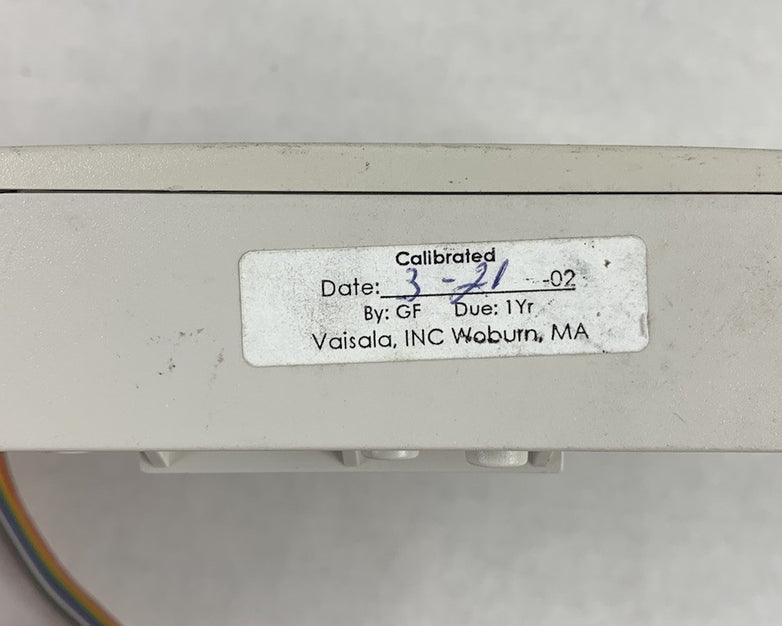 Calibrated
Date: 3 - 21 -02
By: GF Due: 1Yr
Vaisala, INC Woburn, MA